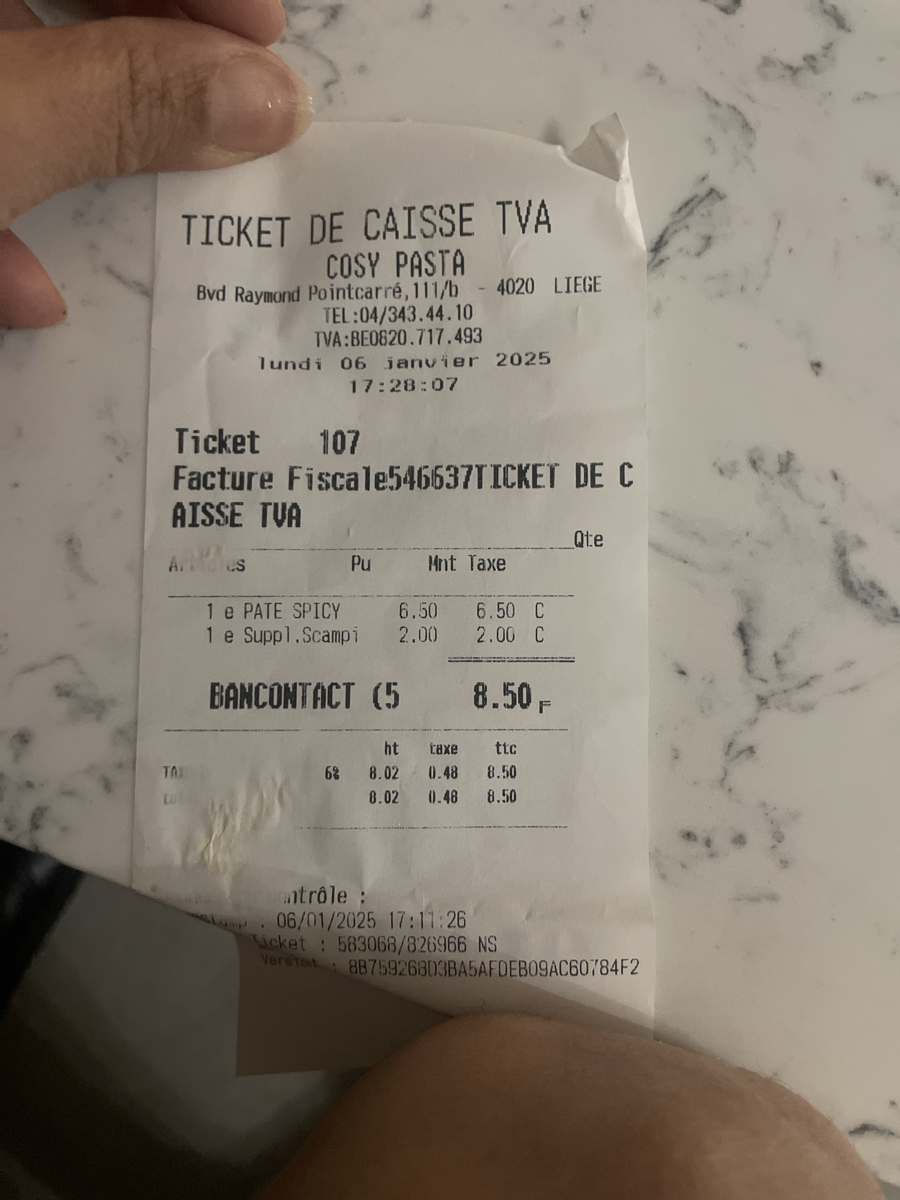 TICKET DE CAISSE TVA
COSY PASTA
Bvd Raymond Pointcarré,111/b - 4020 LIEGE
TEL:04/343.44.10
TVA:BE0820.717.493
lundi 06 janvier 2025
17:28:07
Ticket 107
Facture Fiscale546637TICKET DE C
AISSE TVA
Qte
Pu Mnt Taxe
1 e PATE SPICY 6.50 6.50 C
1 e Suppl.Scampi 2.00 2.00 C
BANCONTACT (5 8.50 F
ht taxe ttc
6% 8.02 0.48 8.50
8.02 0.48 8.50
ntrôle :
06/01/2025 17:11:26
Ticket : 583068/826966 NS
: 8B75926803BA5AFDEB09AC60784F2